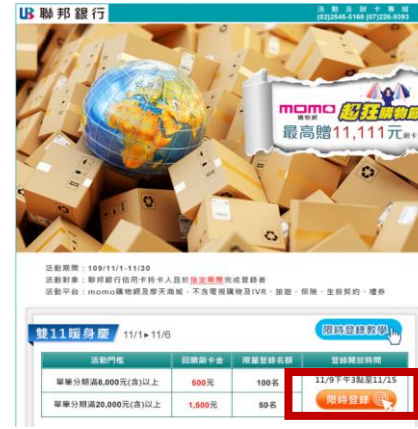 聯邦銀行
活動及辦卡專線
(02)2545-5168 (07)226-9393
momo
購物網
超狂購物節
最高贈11,111元刷卡
活動期間：109/11/1-11/30
活動對象：聯邦銀行信用卡持卡人且於指定期間完成登錄者
活動平台：momo購物網及摩天商城，不含電視購物及IVR、旅遊、保險、生前契約、禮券
雙11暖身慶 11/1▸11/6
限時登錄教學
活動門檻 回饋刷卡金 限量登錄名額 登錄開放時間
單筆分期滿8,000元(含)以上 600元 100名 11/9下午3點至11/15
單筆分期滿20,000元(含)以上 1,500元 50名 限時登錄